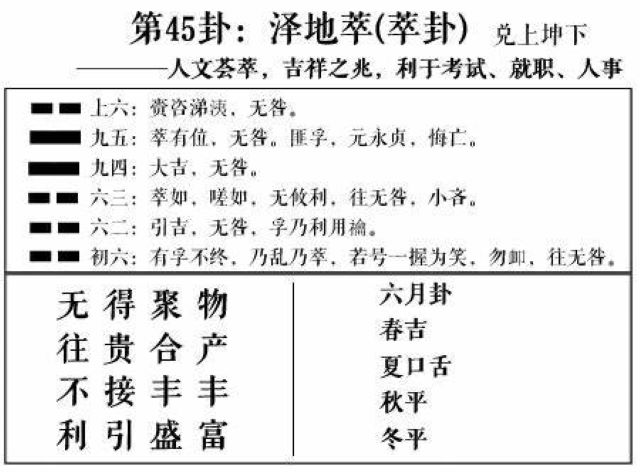 第45卦：泽地萃(萃卦) 兑上坤下
————人文荟萃，吉祥之兆，利于考试、就职、人事
上六：赍咨涕洟，无咎。
九五：萃有位，无咎。匪孚，元永贞，悔亡。
九四：大吉，无咎。
六三：萃如，嗟如，无攸利，往无咎，小吝。
六二：引吉，无咎，孚乃利用禴。
初六：有孚不终，乃乱乃萃，若号一握为笑，勿卹，往无咎。
物产丰富
聚合丰盛
得贵接引
无往不利
六月卦
春吉
夏口舌
秋平
冬平